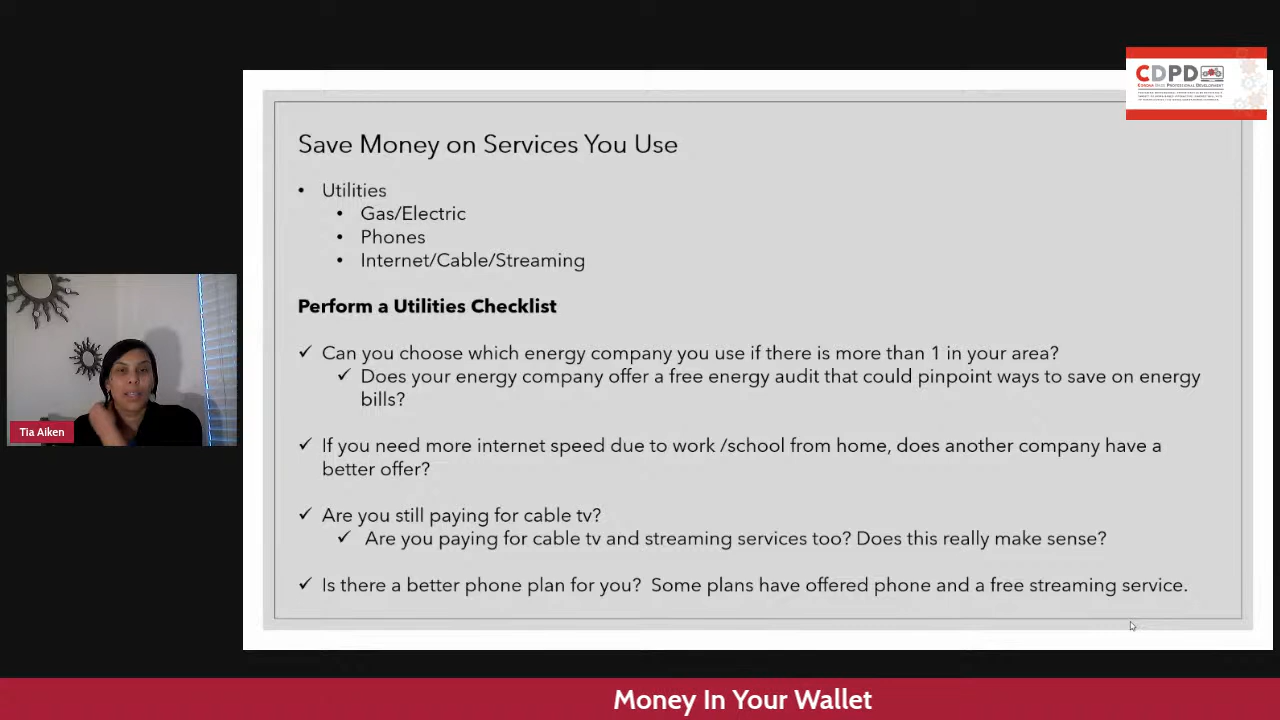 CDPD
Save Money on Services You Use
• Utilities
• Gas/Electric
• Phones
• Internet/Cable/Streaming
Perform a Utilities Checklist
✓ Can you choose which energy company you use if there is more than 1 in your area?
✓ Does your energy company offer a free energy audit that could pinpoint ways to save on energy
bills?
✓ If you need more internet speed due to work /school from home, does another company have a
better offer?
✓ Are you still paying for cable tv?
✓ Are you paying for cable tv and streaming services too? Does this really make sense?
✓ Is there a better phone plan for you? Some plans have offered phone and a free streaming service.
Tia Aiken
Money In Your Wallet